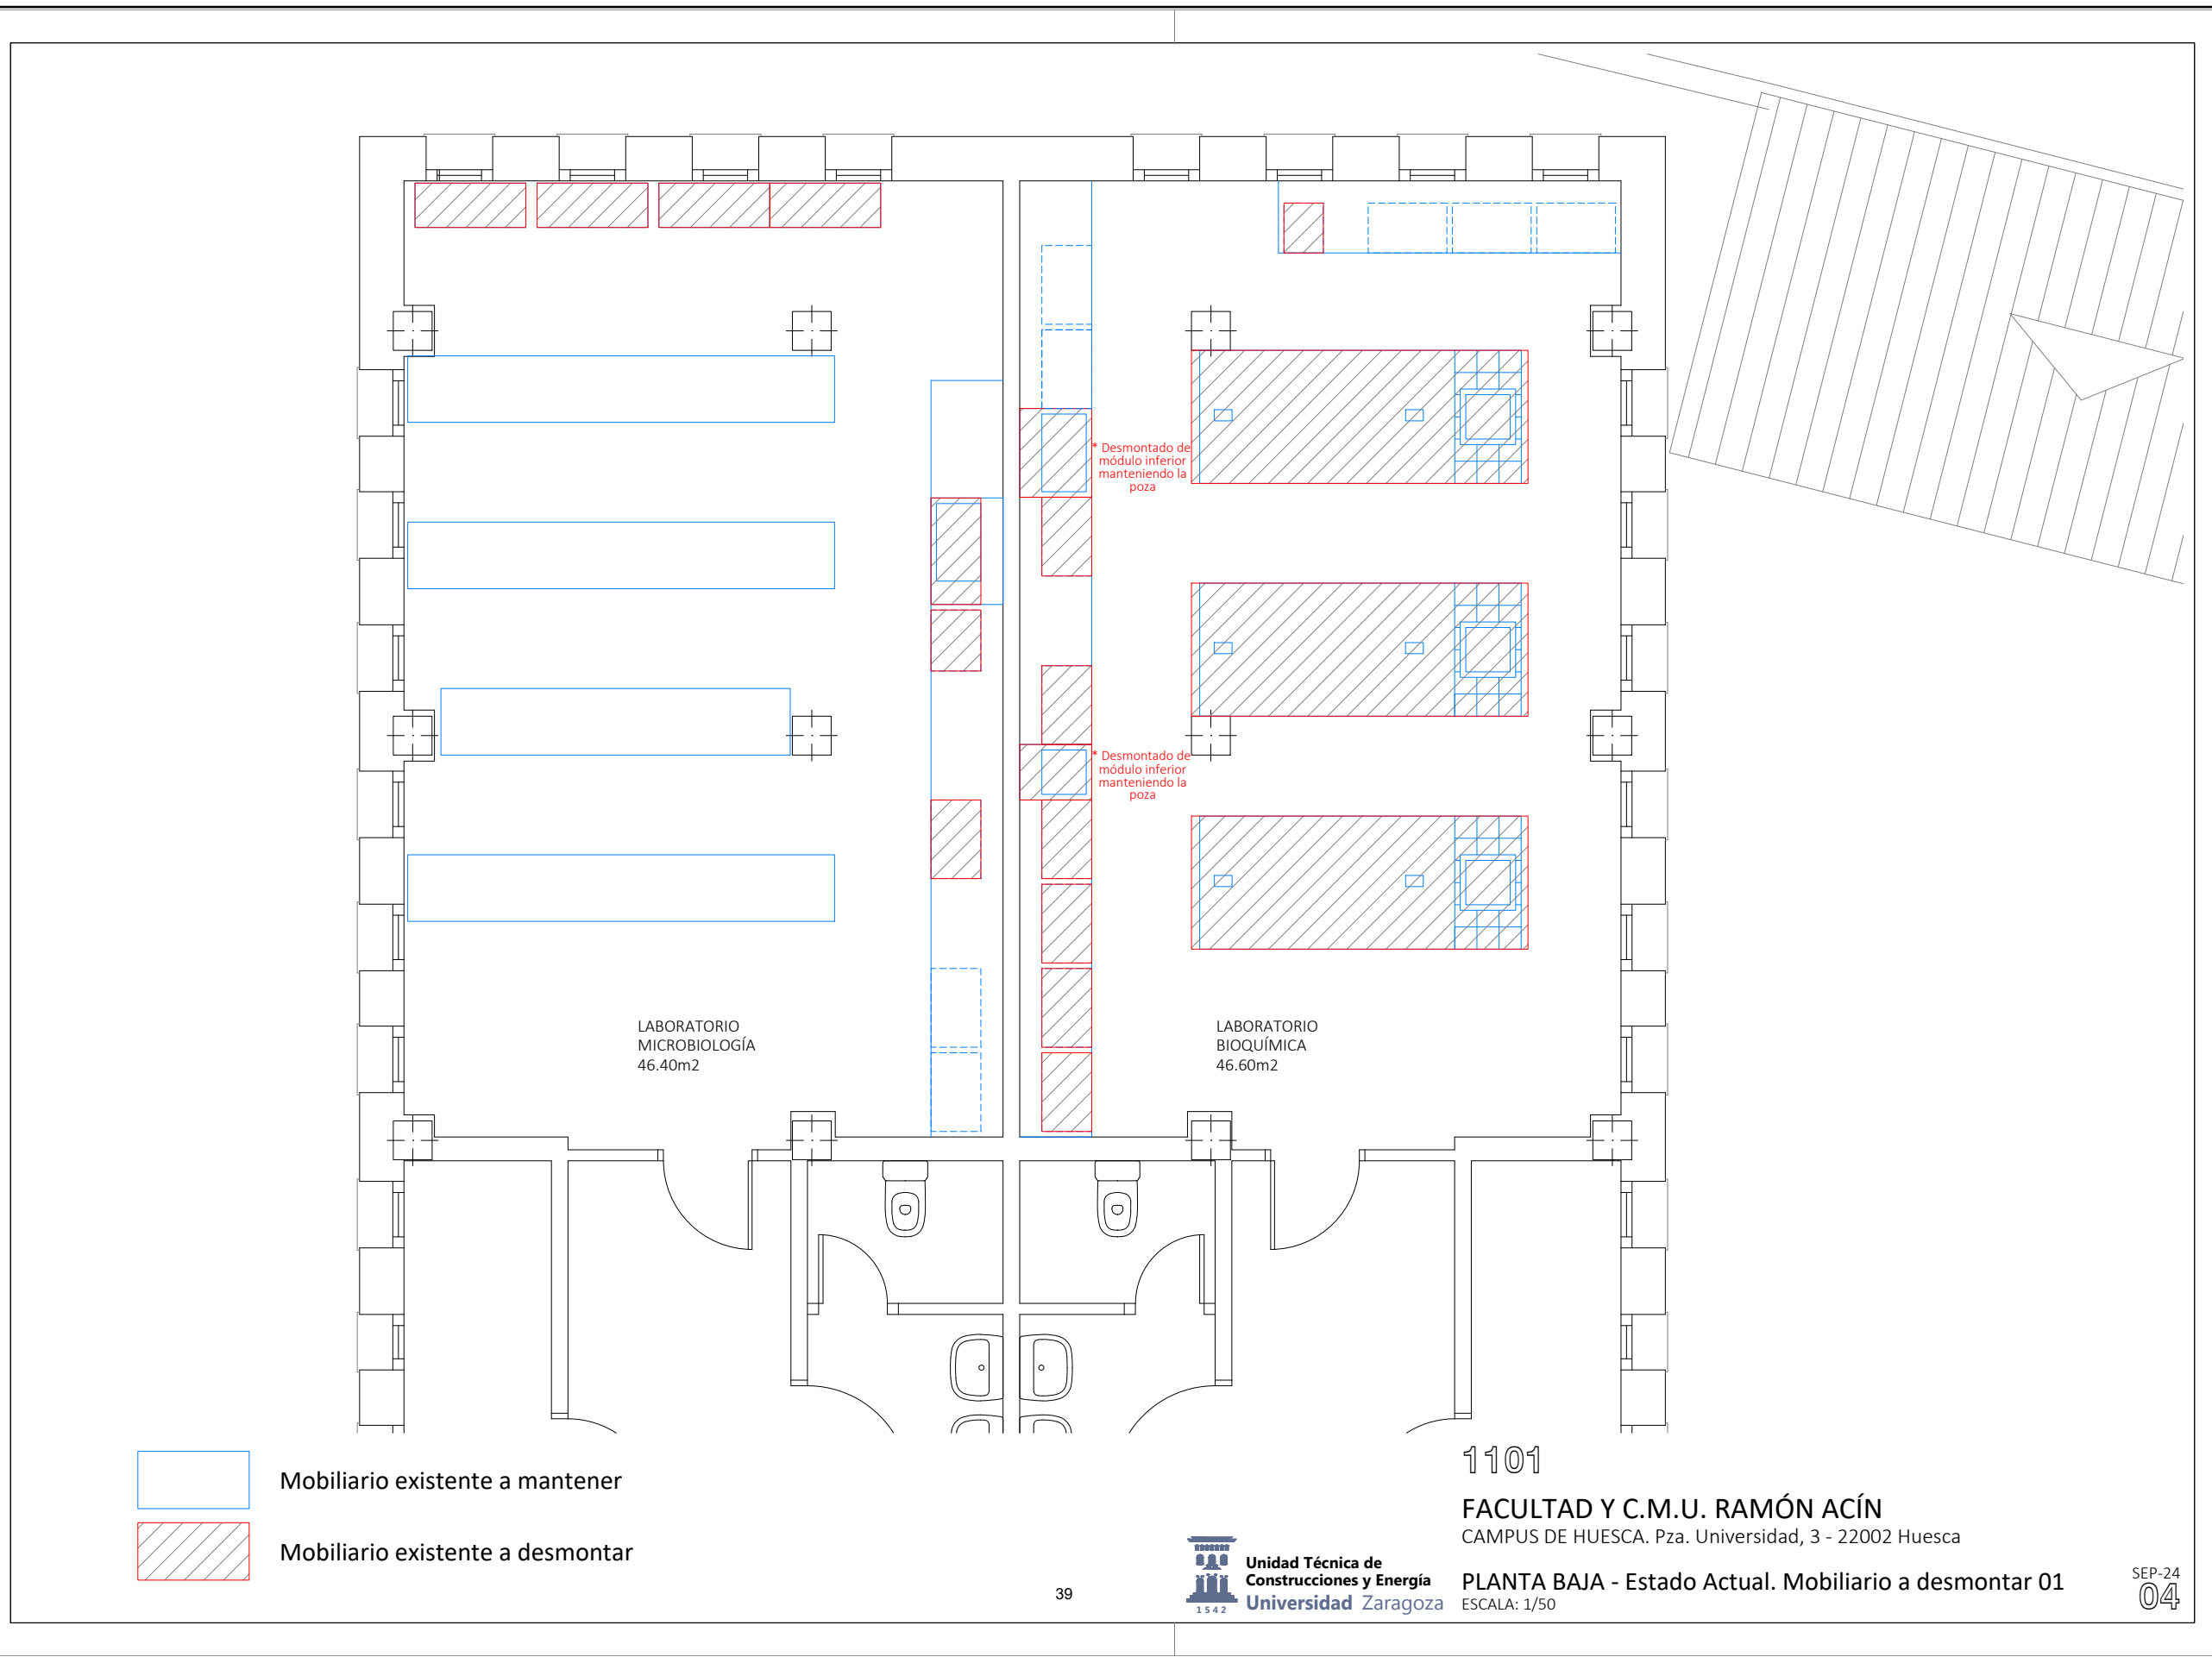 * Desmontado de
módulo inferior
manteniendo la
poza
* Desmontado de
módulo inferior
manteniendo la
poza
LABORATORIO
MICROBIOLOGÍA
46.40m2
LABORATORIO
BIOQUÍMICA
46.60m2
Mobiliario existente a mantener
Mobiliario existente a desmontar
39
1542
Unidad Técnica de
Construcciones y Energía
Universidad Zaragoza
1101
FACULTAD Y C.M.U. RAMÓN ACÍN
CAMPUS DE HUESCA. Pza. Universidad, 3 - 22002 Huesca
PLANTA BAJA - Estado Actual. Mobiliario a desmontar 01
ESCALA: 1/50
SEP-24
04